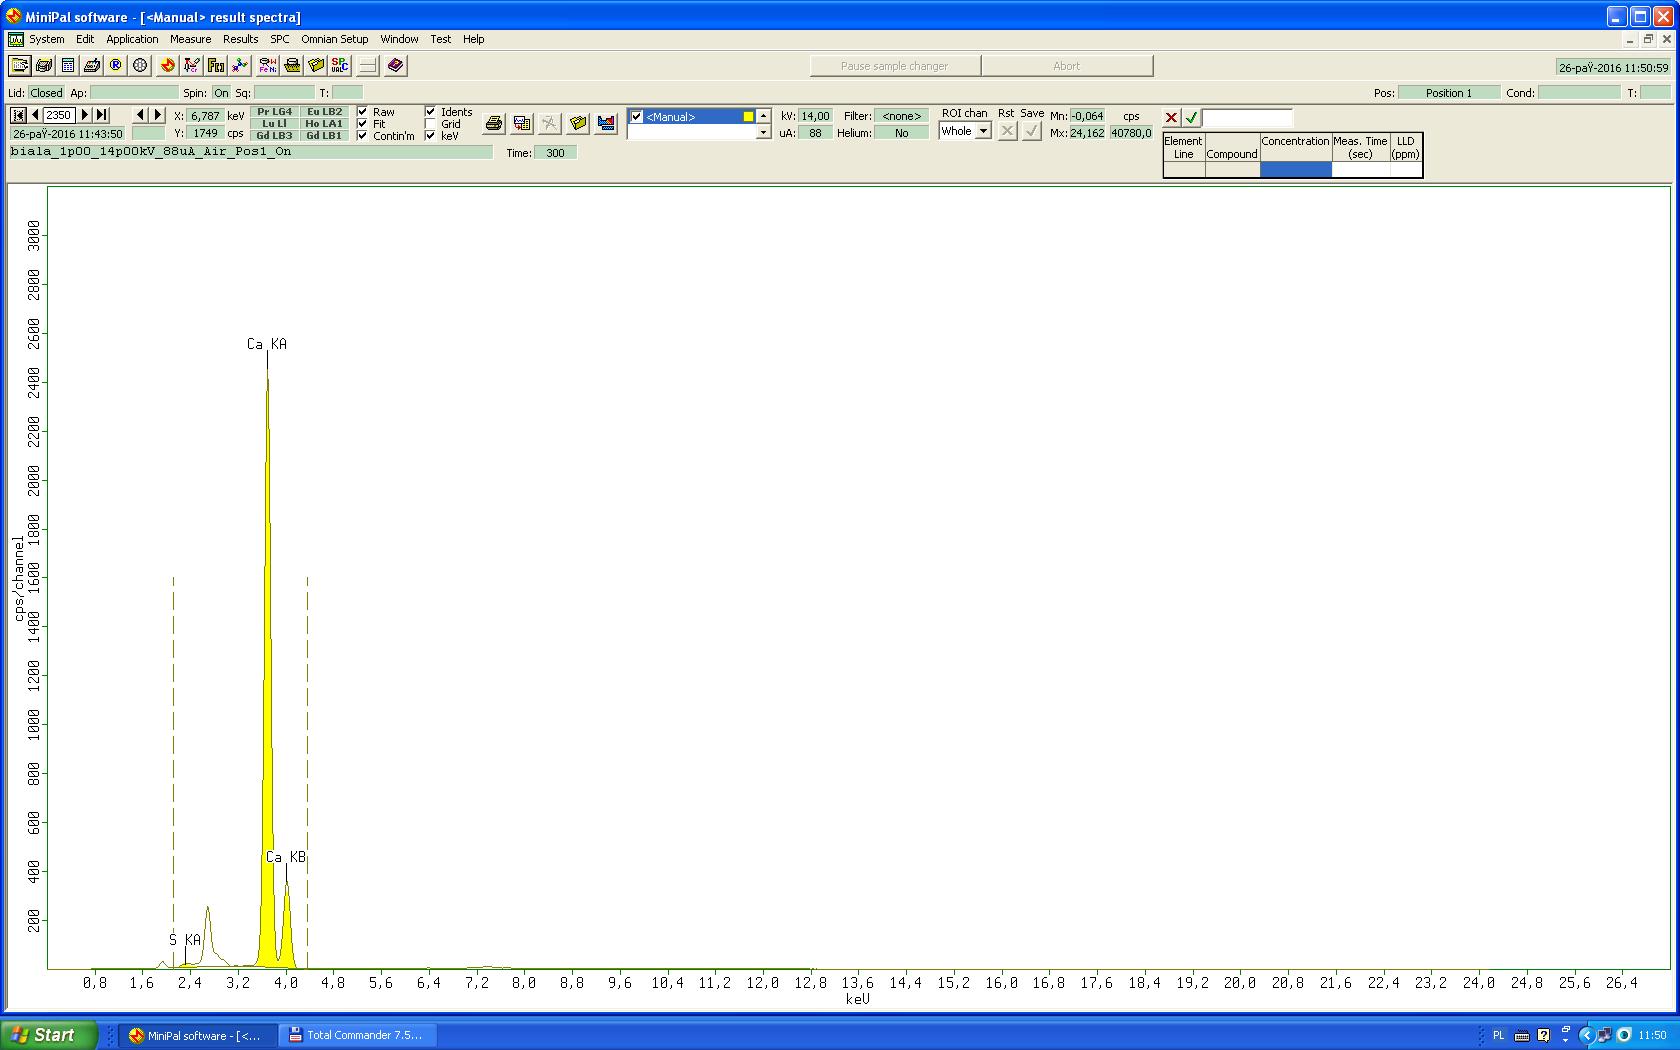 MiniPal software - [<Manual> result spectra]
System Edit Application Measure Results SPC Omnian Setup Window Test Help
Pause sample changer Abort 26-paÝ-2016 11:50:59
Lid: Closed Ap: Spin: On Sq: T: Pos: Position 1 Cond: T:
2350 X: 6,787 keV Pr LG4 Eu LB2 Raw Idents <Manual> kV: 14,00 Filter: <none> ROI chan Rst Save Mn: -0,064 cps
26-paÝ-2016 11:43:50 Y: 1749 cps Lu Ll Ho LA1 Fit Grid uA: 88 Helium: No Whole Mx: 24,162 40780,0
Gd LB3 Gd LB1 Contin'm keV
biala_1p00_14p00kV_88uA_Air_Pos1_On Time: 300
Element Line Compound Concentration Meas. Time (sec) LLD (ppm)
3000
2800
2600
Ca KA
2400
2200
2000
1800
1600
cps/channel
1400
1200
1000
800
600
Ca KB
400
200
S KA
0,8 1,6 2,4 3,2 4,0 4,8 5,6 6,4 7,2 8,0 8,8 9,6 10,4 11,2 12,0 12,8 13,6 14,4 15,2 16,0 16,8 17,6 18,4 19,2 20,0 20,8 21,6 22,4 23,2 24,0 24,8 25,6 26,4
keV
Start MiniPal software - [<... Total Commander 7.5... PL 11:50